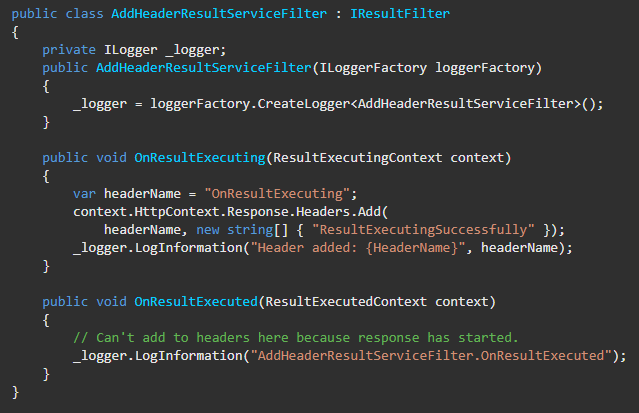 public class AddHeaderResultServiceFilter : IResultFilter
{
    private ILogger _logger;
    public AddHeaderResultServiceFilter(ILoggerFactory loggerFactory)
    {
        _logger = loggerFactory.CreateLogger<AddHeaderResultServiceFilter>();
    }

    public void OnResultExecuting(ResultExecutingContext context)
    {
        var headerName = "OnResultExecuting";
        context.HttpContext.Response.Headers.Add(
            headerName, new string[] { "ResultExecutingSuccessfully" });
        _logger.LogInformation("Header added: {HeaderName}", headerName);
    }

    public void OnResultExecuted(ResultExecutedContext context)
    {
        // Can't add to headers here because response has started.
        _logger.LogInformation("AddHeaderResultServiceFilter.OnResultExecuted");
    }
}